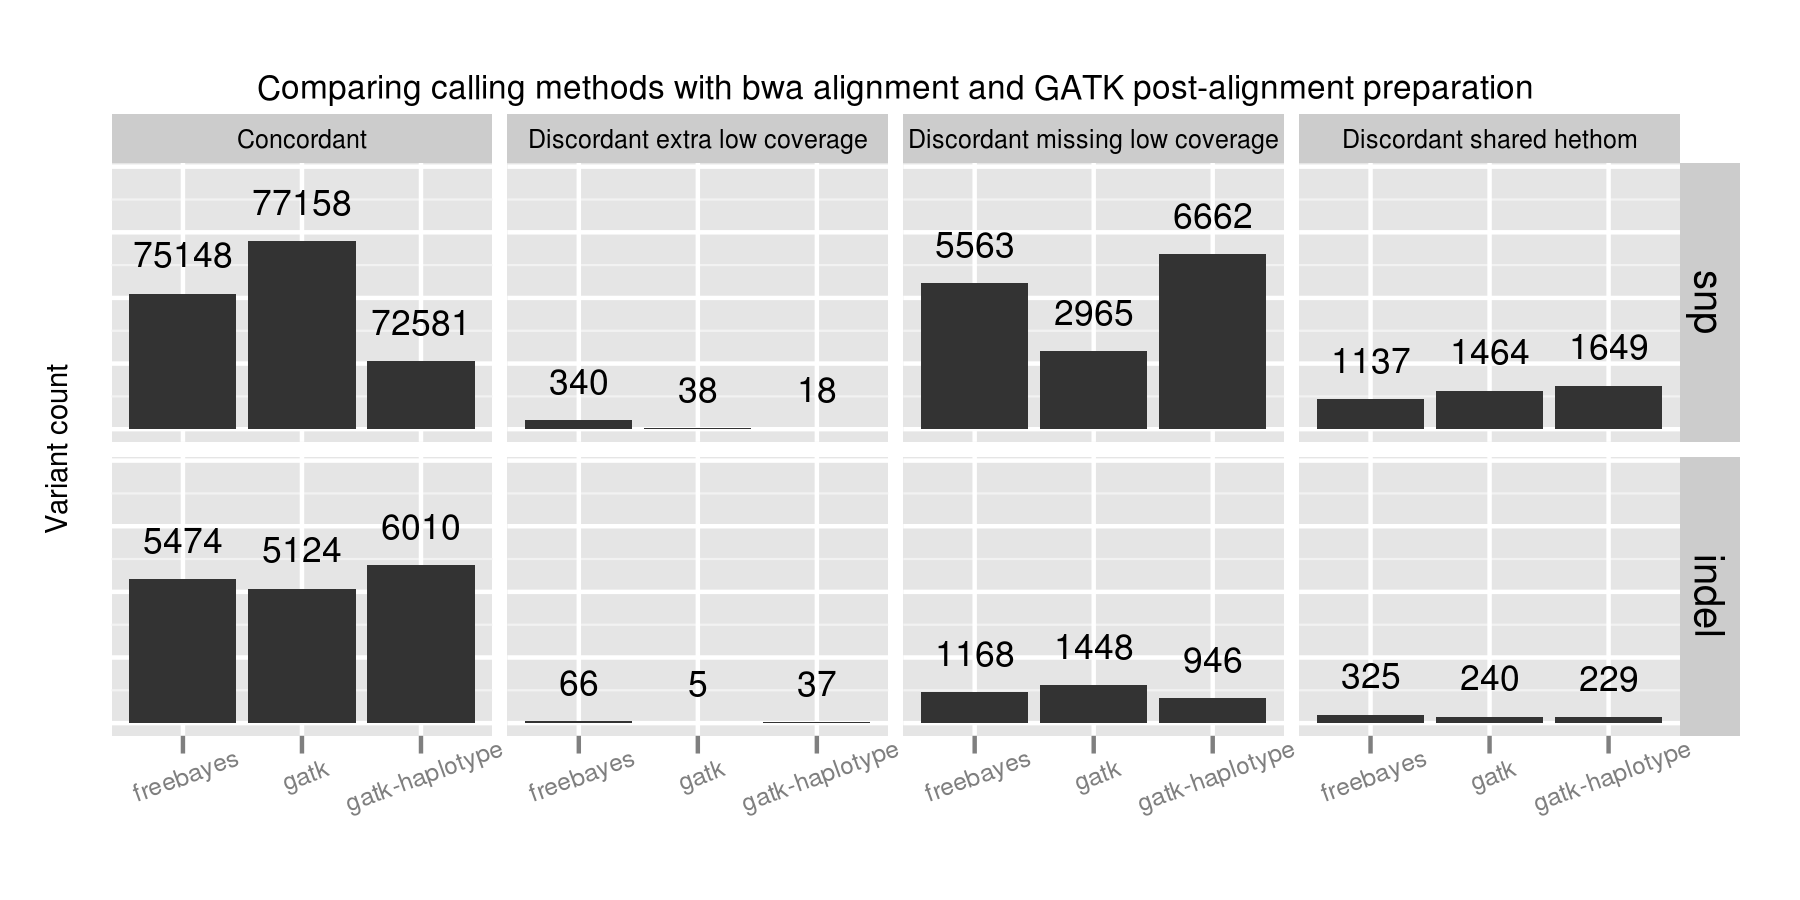 Comparing calling methods with bwa alignment and GATK post-alignment preparation
Concordant
Discordant extra low coverage
Discordant missing low coverage
Discordant shared hethom
Variant count
75148
77158
72581
340
38
18
5563
2965
6662
1137
1464
1649
snp
5474
5124
6010
66
5
37
1168
1448
946
325
240
229
indel
freebayes
gatk
gatk-haplotype
freebayes
gatk
gatk-haplotype
freebayes
gatk
gatk-haplotype
freebayes
gatk
gatk-haplotype